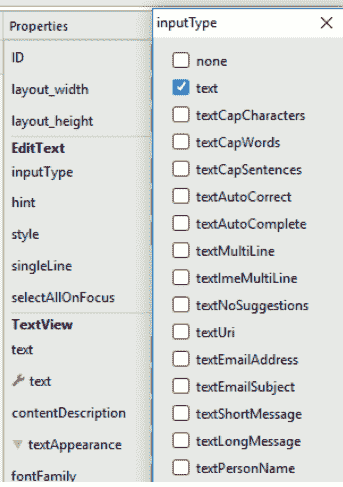 Properties
ID
layout_width
layout_height
EditText
inputType
hint
style
singleLine
selectAllOnFocus
TextView
text
text
contentDescription
textAppearance
fontFamily
inputType
none
text
textCapCharacters
textCapWords
textCapSentences
textAutoCorrect
textAutoComplete
textMultiLine
textImeMultiLine
textNoSuggestions
textUri
textEmailAddress
textEmailSubject
textShortMessage
textLongMessage
textPersonName